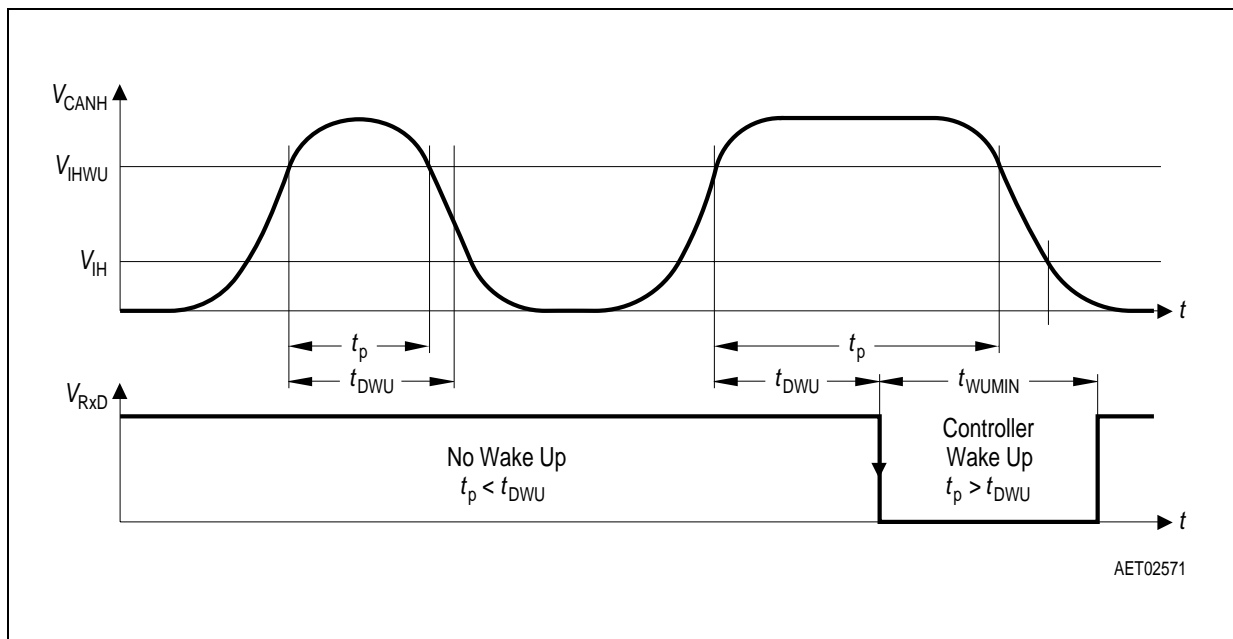 VCANH
VIHWU
VIH
t
tp
tp
tDWU
tDWU
tWUMIN
VRxD
No Wake Up
tp < tDWU
Controller
Wake Up
tp > tDWU
t
AET02571